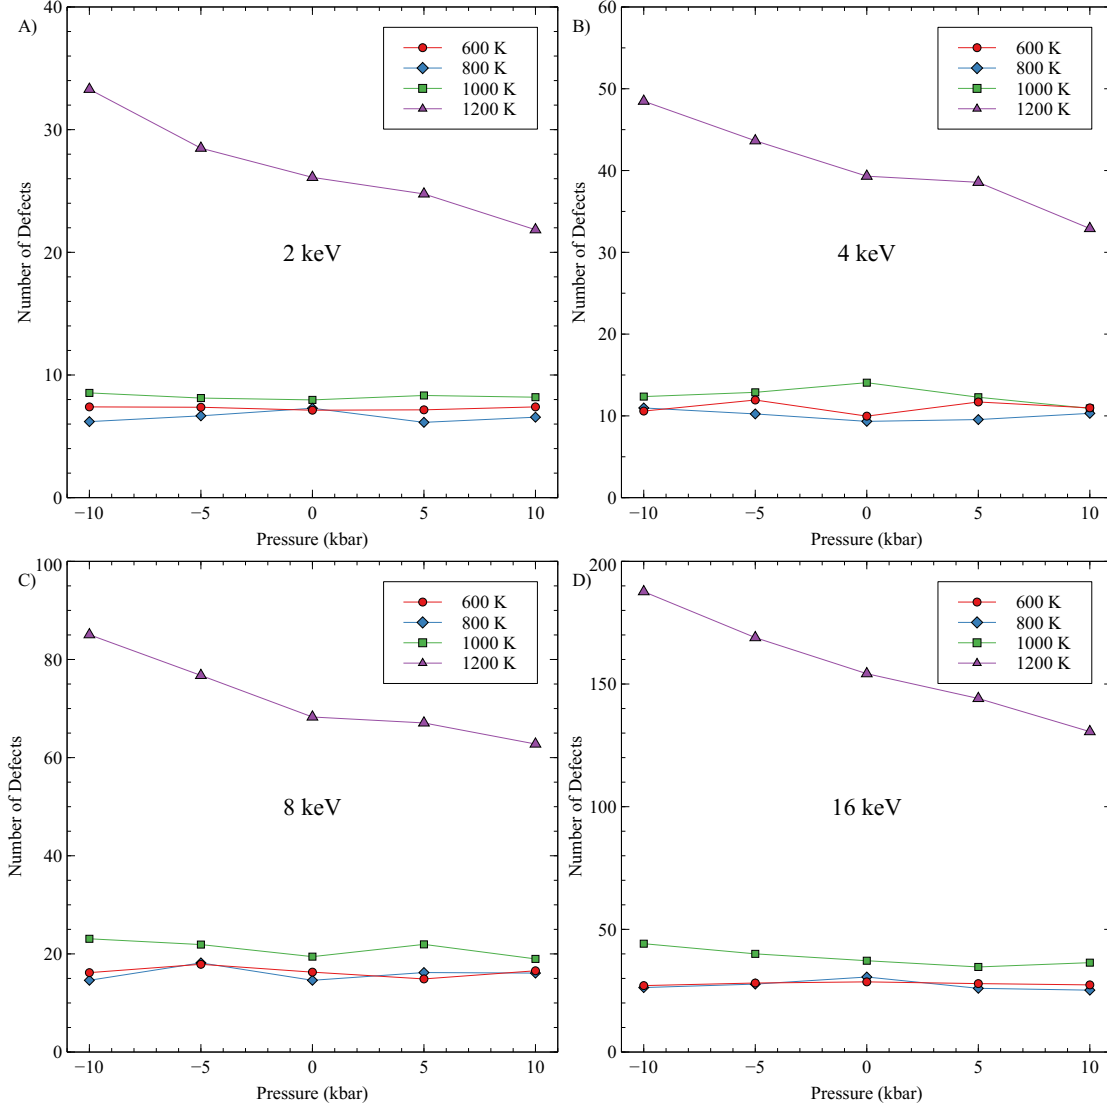 A)
40
30
20
10
0
Number of Defects
600 K
800 K
1000 K
1200 K
2 keV
−10 −5 0 5 10
Pressure (kbar)
B)
60
50
40
30
20
10
0
Number of Defects
600 K
800 K
1000 K
1200 K
4 keV
−10 −5 0 5 10
Pressure (kbar)
C)
100
80
60
40
20
0
Number of Defects
600 K
800 K
1000 K
1200 K
8 keV
−10 −5 0 5 10
Pressure (kbar)
D)
200
150
100
50
0
Number of Defects
600 K
800 K
1000 K
1200 K
16 keV
−10 −5 0 5 10
Pressure (kbar)